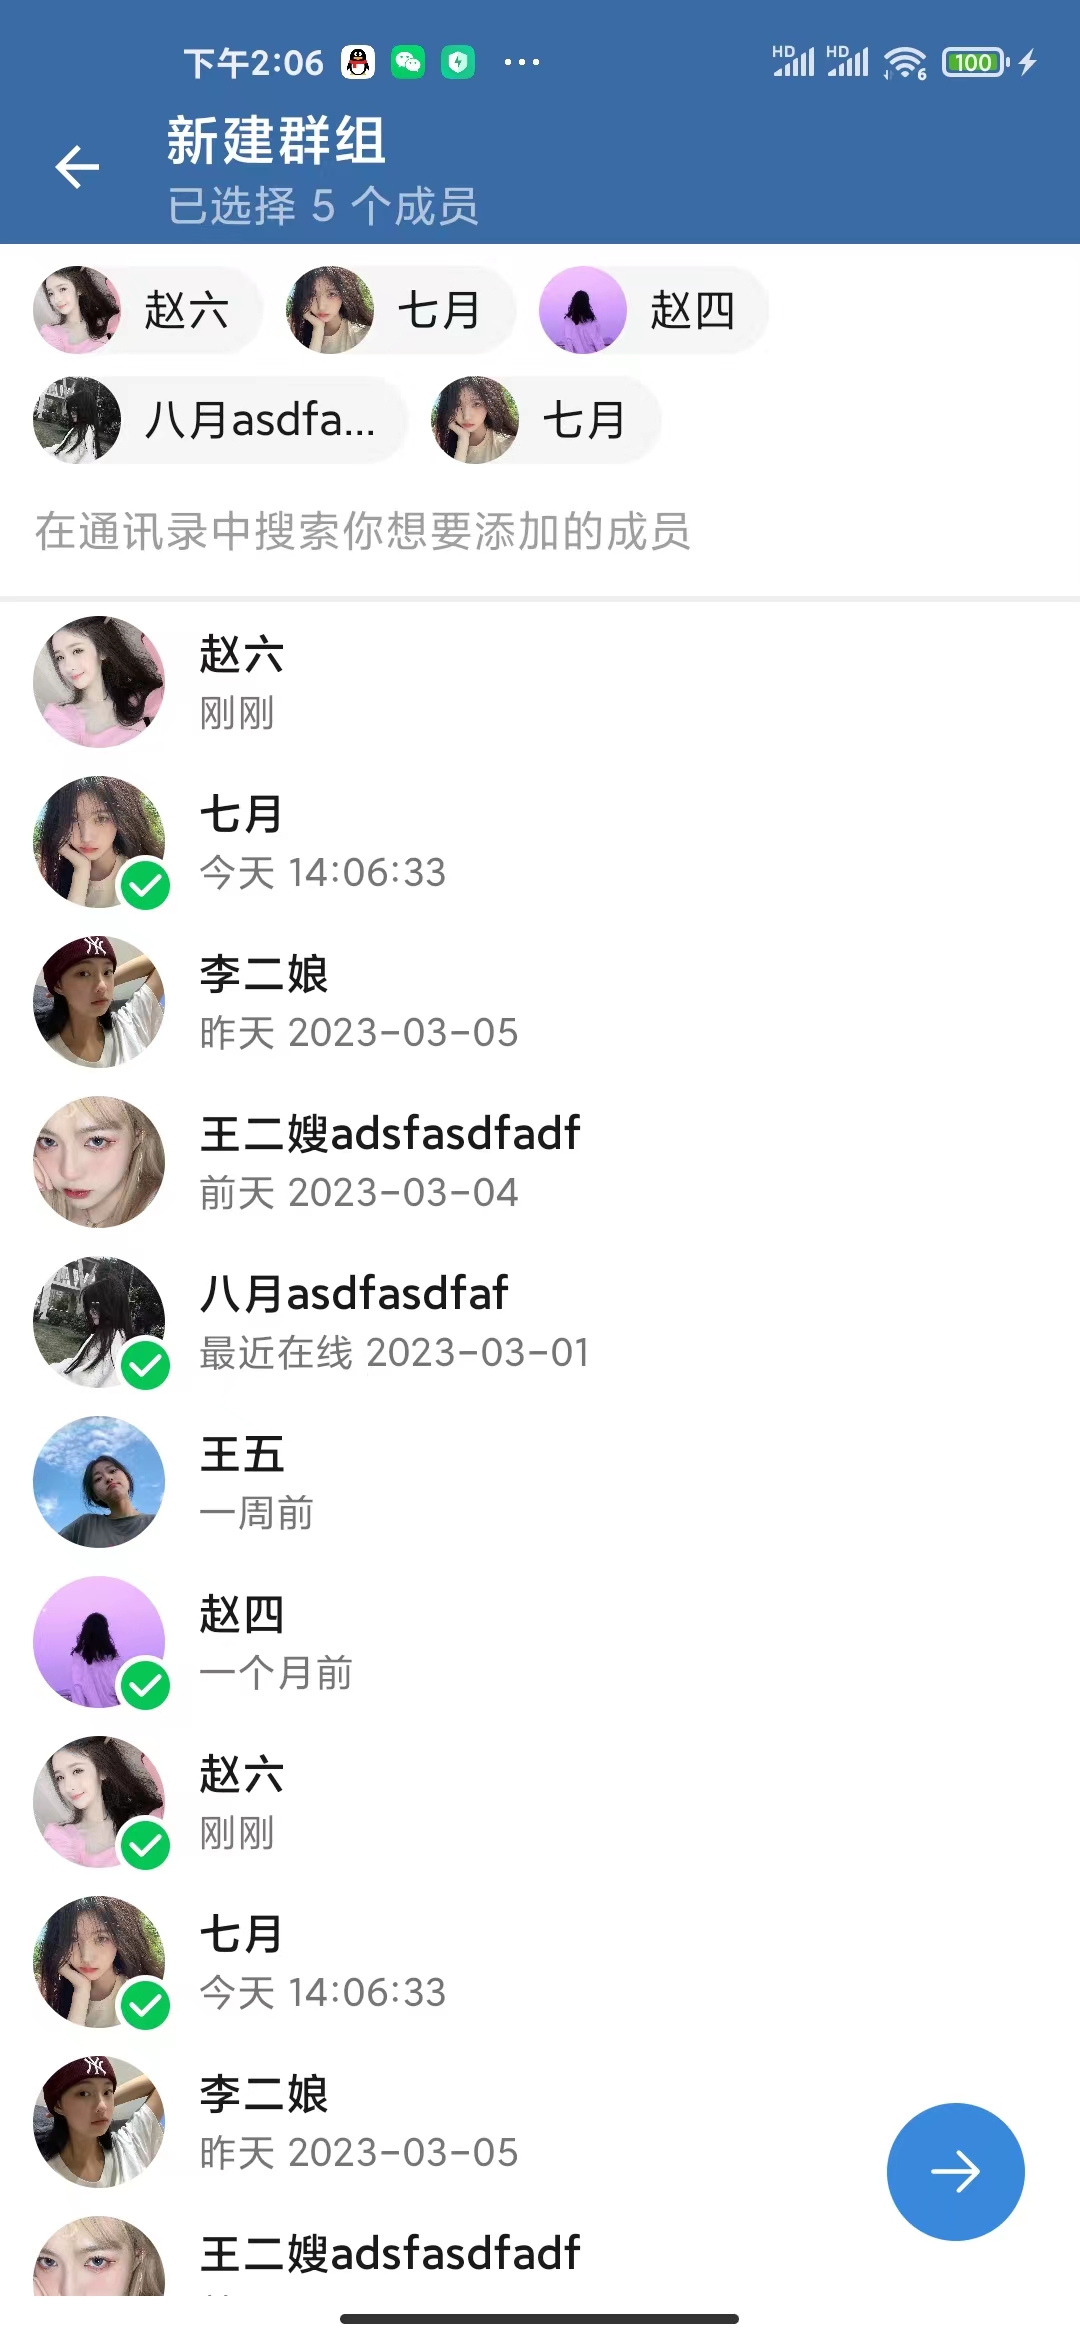 下午2:06 ··· HD HD 6 100
新建群组
已选择 5 个成员
赵六 七月 赵四
八月asdfa... 七月
在通讯录中搜索你想要添加的成员
赵六
刚刚
七月
今天 14:06:33
李二娘
昨天 2023-03-05
王二嫂adsfasdfadf
前天 2023-03-04
八月asdfasdfaf
最近在线 2023-03-01
王五
一周前
赵四
一个月前
赵六
刚刚
七月
今天 14:06:33
李二娘
昨天 2023-03-05
王二嫂adsfasdfadf